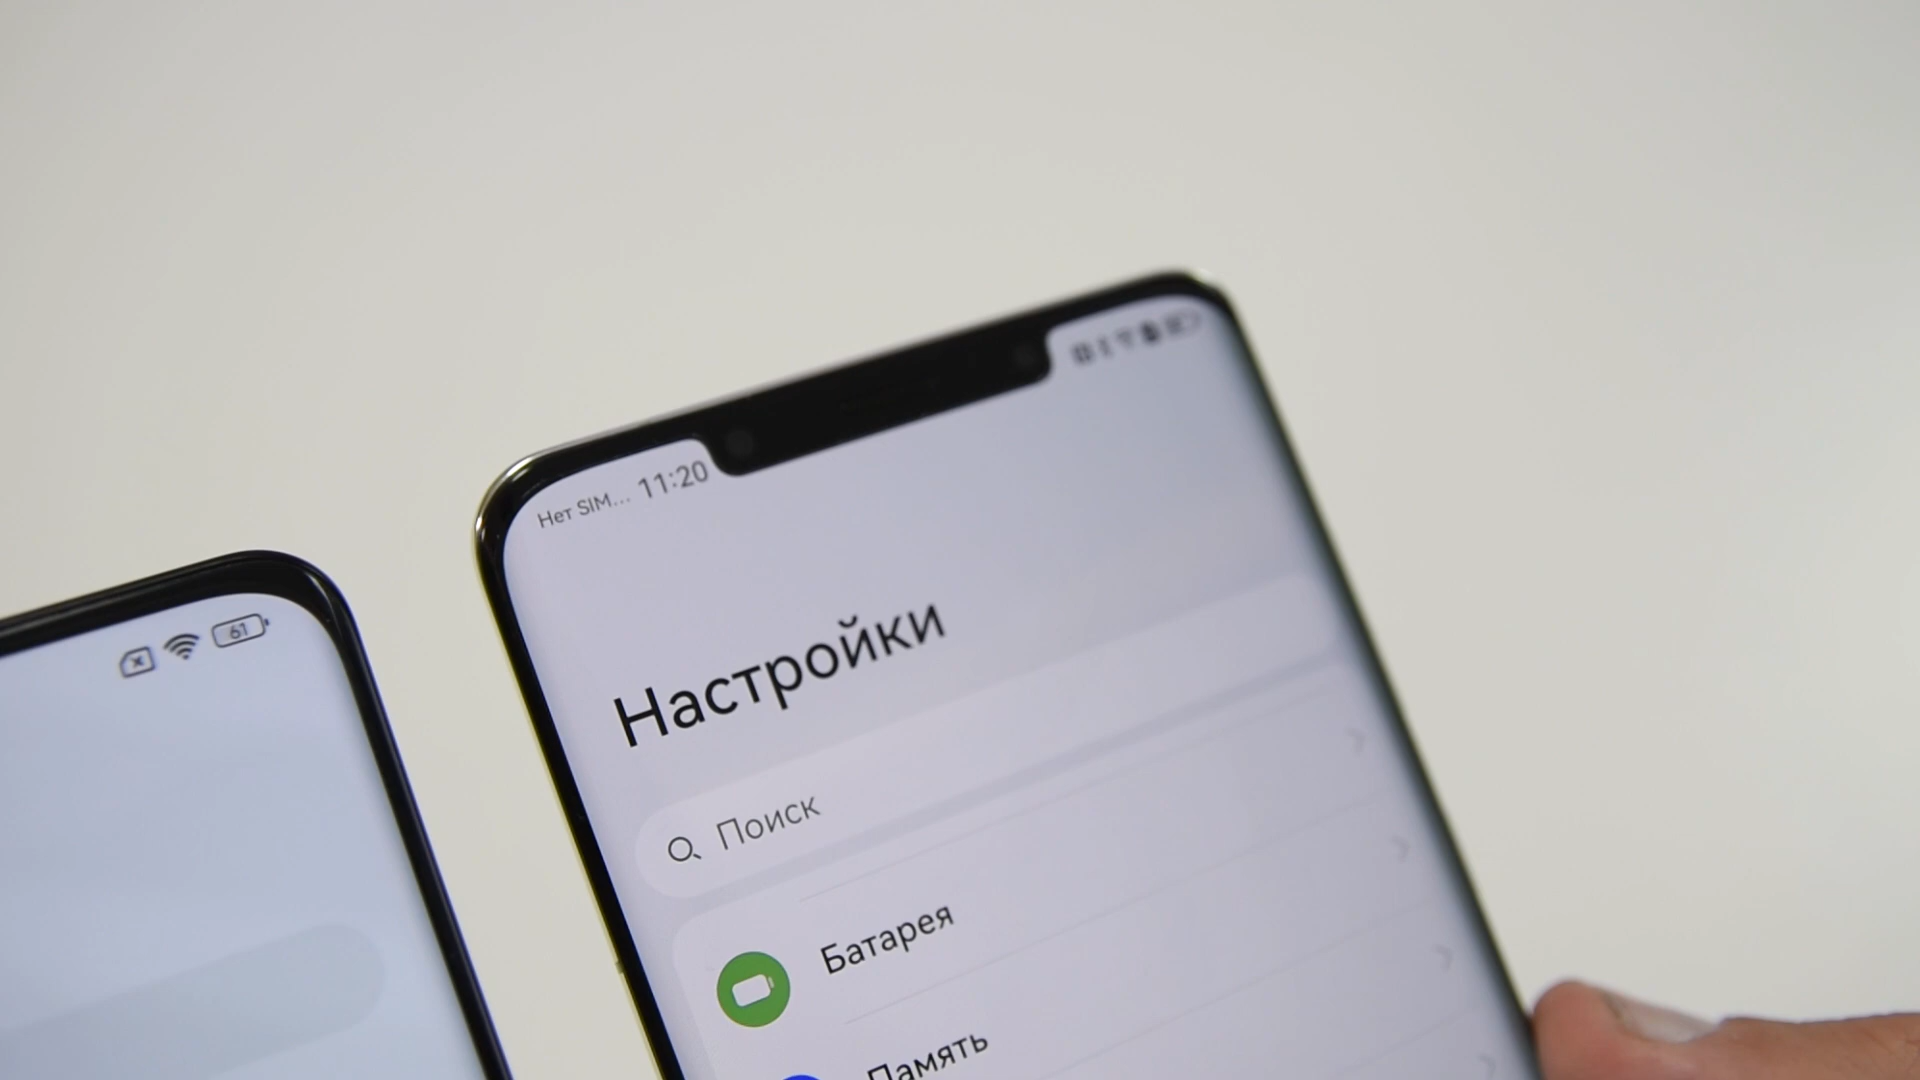 Нет SIM... 11:20
61
Настройки
Поиск
Батарея
Память